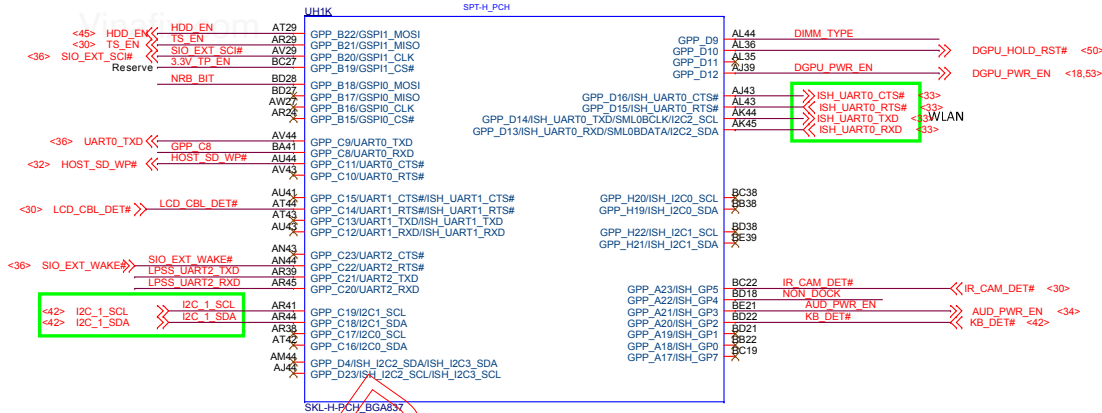 Vinafix.com
SPT-H_PCH
UH1K
<45> HDD_EN HDD_EN AT29 GPP_B22/GSPI1_MOSI
<30> TS_EN TS_EN AR29 GPP_B21/GSPI1_MISO
<36> SIO_EXT_SCI# SIO_EXT_SCI# AV29 GPP_B20/GSPI1_CLK
Reserve 3.3V_TP_EN BC27 GPP_B19/GSPI1_CS#
NRB_BIT BD28 GPP_B18/GSPI0_MOSI
BD27 GPP_B17/GSPI0_MISO
AW27 GPP_B16/GSPI0_CLK
AR24 GPP_B15/GSPI0_CS#
<36> UART0_TXD AV44 GPP_C9/UART0_TXD
GPP_C8 BA41 GPP_C8/UART0_RXD
<32> HOST_SD_WP# HOST_SD_WP# AU44 GPP_C11/UART0_CTS#
AV43 GPP_C10/UART0_RTS#
AU41 GPP_C15/UART1_CTS#/ISH_UART1_CTS#
<30> LCD_CBL_DET# LCD_CBL_DET# AT44 GPP_C14/UART1_RTS#/ISH_UART1_RTS#
AT43 GPP_C13/UART1_TXD/ISH_UART1_TXD
AU43 GPP_C12/UART1_RXD/ISH_UART1_RXD
AN43 GPP_C23/UART2_CTS#
<36> SIO_EXT_WAKE# SIO_EXT_WAKE# AN44 GPP_C22/UART2_RTS#
LPSS_UART2_TXD AR39 GPP_C21/UART2_TXD
LPSS_UART2_RXD AR45 GPP_C20/UART2_RXD
<42> I2C_1_SCL I2C_1_SCL AR41 GPP_C19/I2C1_SCL
<42> I2C_1_SDA I2C_1_SDA AR44 GPP_C18/I2C1_SDA
AR38 GPP_C17/I2C0_SCL
AT42 GPP_C16/I2C0_SDA
AM44 GPP_D4/ISH_I2C2_SDA/ISH_I2C3_SDA
AJ44 GPP_D23/ISH_I2C2_SCL/ISH_I2C3_SCL
GPP_D9 AL44 DIMM_TYPE
GPP_D10 AL36 DGPU_HOLD_RST# <50>
GPP_D11 AL35
GPP_D12 AJ39 DGPU_PWR_EN DGPU_PWR_EN <18,53>
GPP_D16/ISH_UART0_CTS# AJ43 ISH_UART0_CTS# <33>
GPP_D15/ISH_UART0_RTS# AL43 ISH_UART0_RTS# <33>
GPP_D14/ISH_UART0_TXD/SML0BCLK/I2C2_SCL AK44 ISH_UART0_TXD <33> WLAN
GPP_D13/ISH_UART0_RXD/SML0BDATA/I2C2_SDA AK45 ISH_UART0_RXD <33>
GPP_H20/ISH_I2C0_SCL BC38
GPP_H19/ISH_I2C0_SDA BB38
GPP_H22/ISH_I2C1_SCL BD38
GPP_H21/ISH_I2C1_SDA BE39
GPP_A23/ISH_GP5 BC22 IR_CAM_DET# IR_CAM_DET# <30>
GPP_A22/ISH_GP4 BD18 NON_DOCK
GPP_A21/ISH_GP3 BE21 AUD_PWR_EN AUD_PWR_EN <34>
GPP_A20/ISH_GP2 BD22 KB_DET# KB_DET# <42>
GPP_A19/ISH_GP1 BD21
GPP_A18/ISH_GP0 BB22
GPP_A17/ISH_GP7 BC19
SKL-H-PCH_BGA837